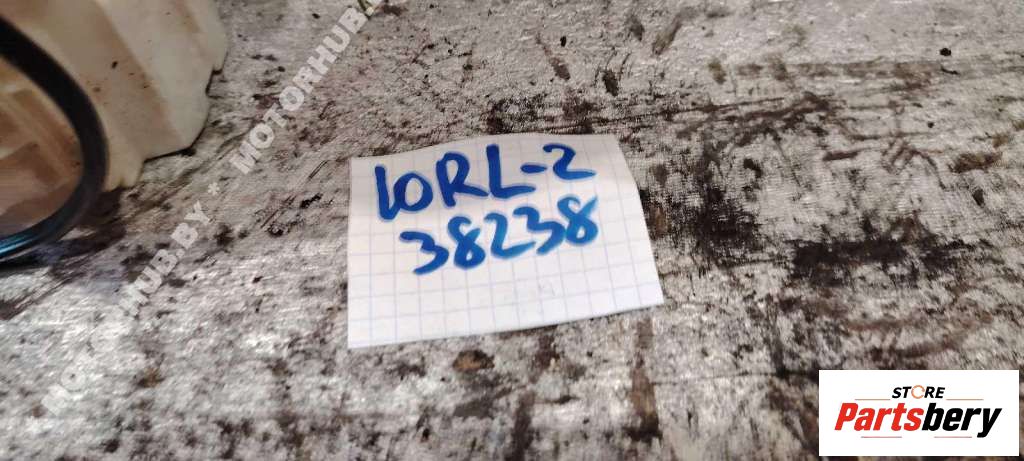 MOTORHUB.BY * MOTORHUB.BY
10RL-2
38238
STORE
Partsbery